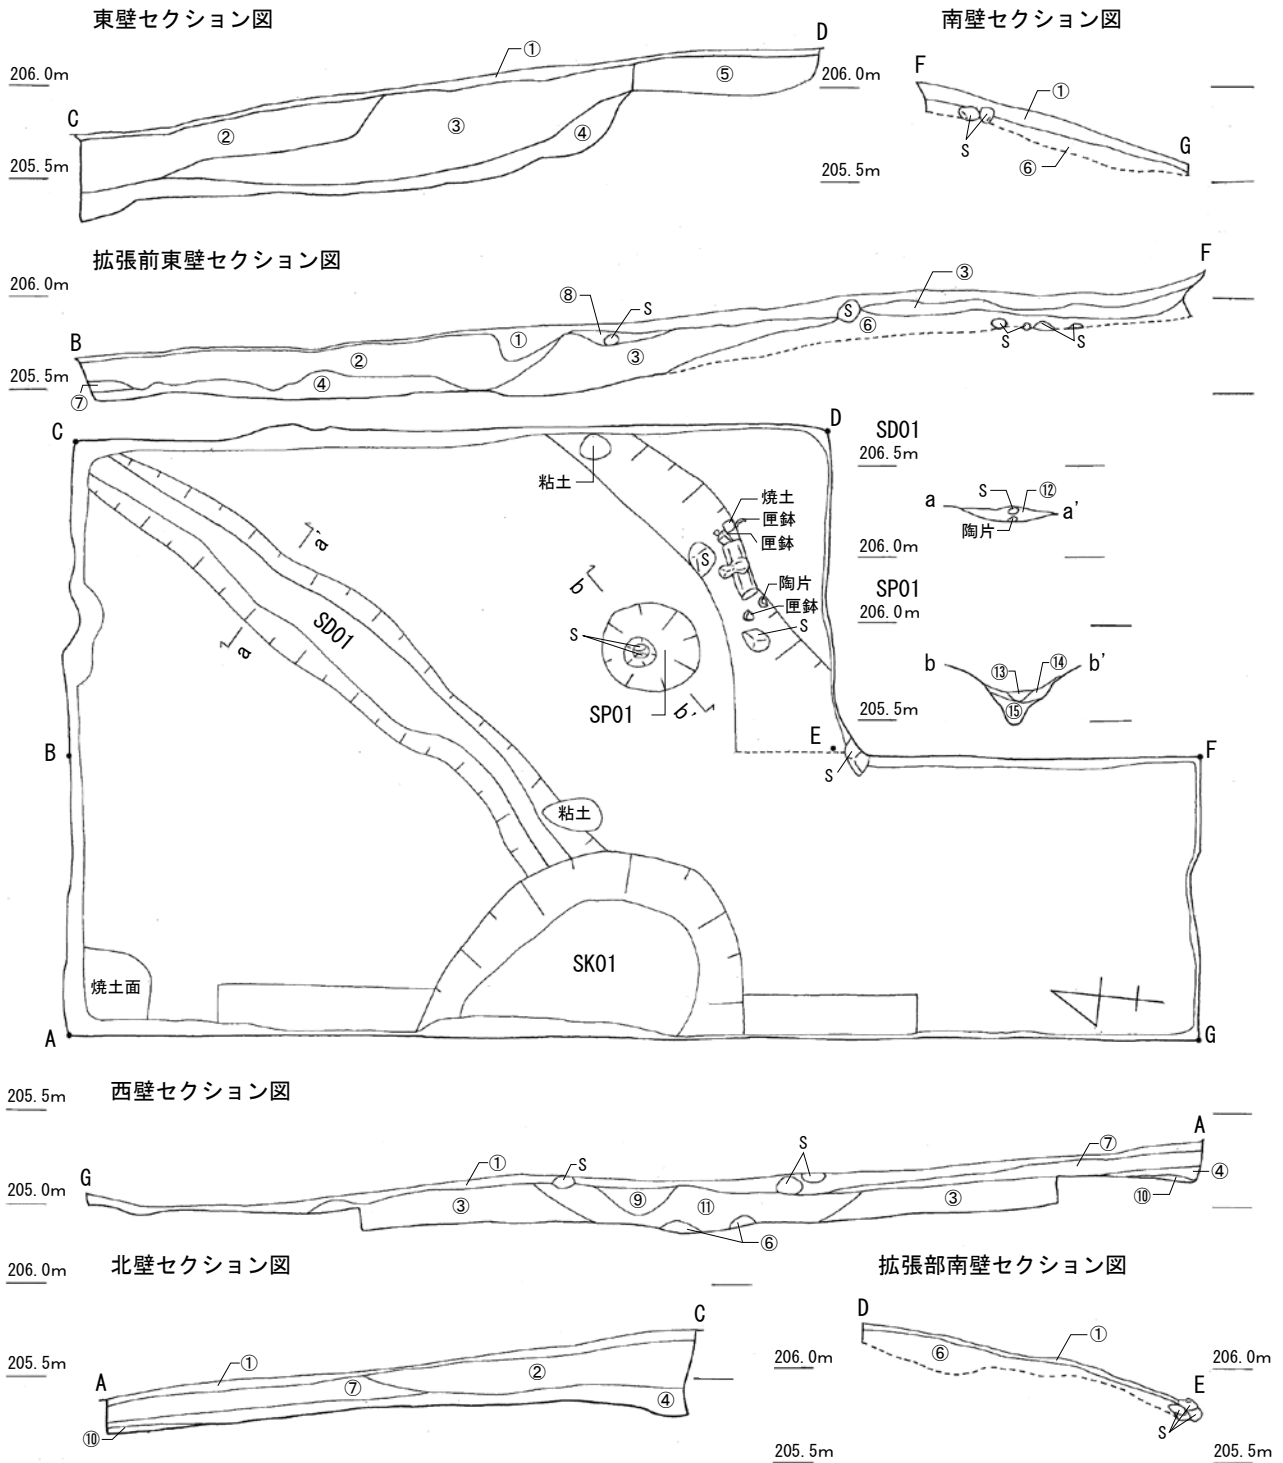 東壁セクション図
南壁セクション図
D
①
206.0m
⑤
206.0m
F
①
C
②
③
④
S
G
205.5m
205.5m
⑥
拡張前東壁セクション図
F
206.0m
⑧
S
③
B
①
S
⑥
②
③
S
S
205.5m
④
⑦
C
D
SD01
206.5m
粘土
焼土
匣鉢
匣鉢
S
a
S
⑫
a'
陶片
206.0m
a'
b
陶片
匣鉢
S
SP01
206.0m
SD01
a
S
b
⑬
⑭
b'
SP01
b'
⑮
205.5m
B
E
F
S
粘土
SK01
焼土面
A
G
205.5m
西壁セクション図
A
G
①
S
S
⑦
205.0m
③
⑨
⑪
③
④
⑩
⑥
206.0m
北壁セクション図
拡張部南壁セクション図
C
D
①
205.5m
①
②
206.0m
⑥
206.0m
A
⑦
④
E
⑩
S
205.5m
205.5m